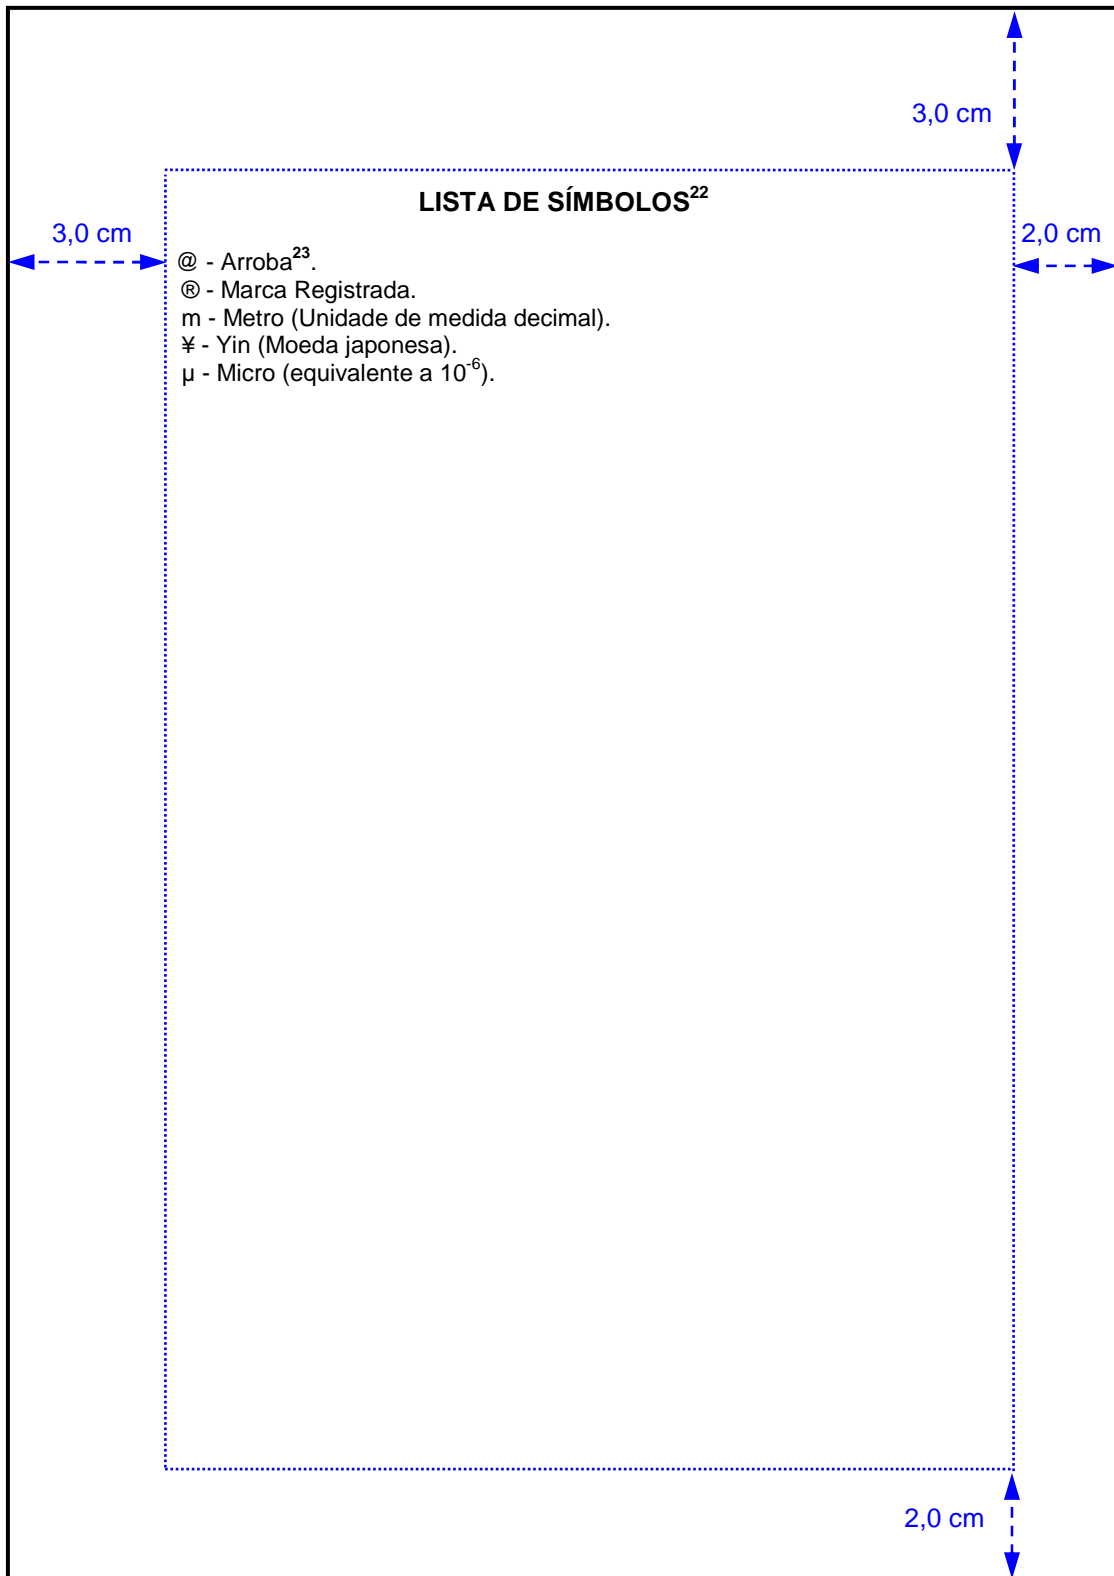 3,0 cm
LISTA DE SÍMBOLOS²²
3,0 cm
2,0 cm
@ - Arroba²³.
® - Marca Registrada.
m - Metro (Unidade de medida decimal).
¥ - Yin (Moeda japonesa).
µ - Micro (equivalente a 10⁻⁶).
2,0 cm